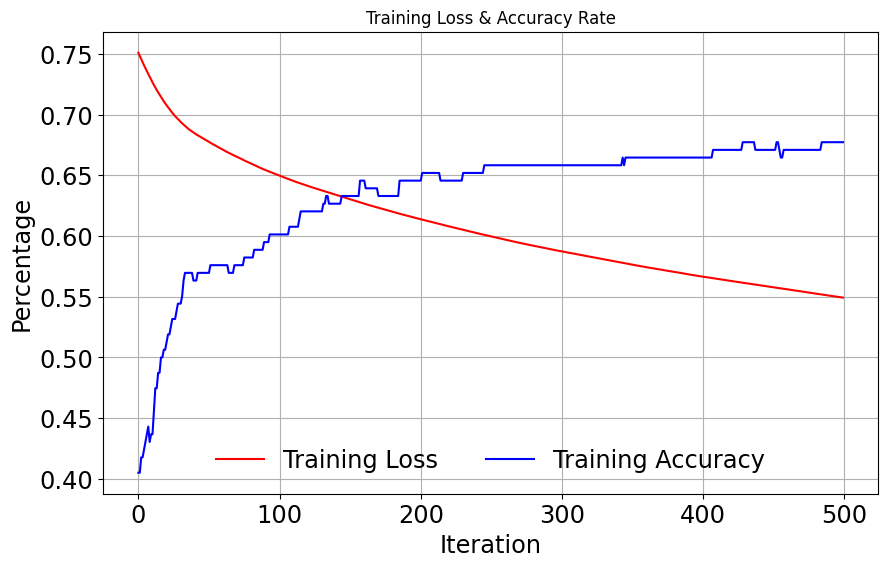 Training Loss & Accuracy Rate
0.75
0.70
0.65
0.60
0.55
0.50
0.45
0.40
Percentage
Training Loss
Training Accuracy
0 100 200 300 400 500
Iteration